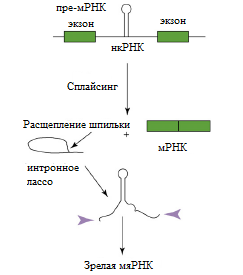 пре-мРНК
экзон
экзон
нкРНК
Сплайсинг
Расщепление шпильки
+
мРНК
интронное
лассо
Зрелая мяРНК